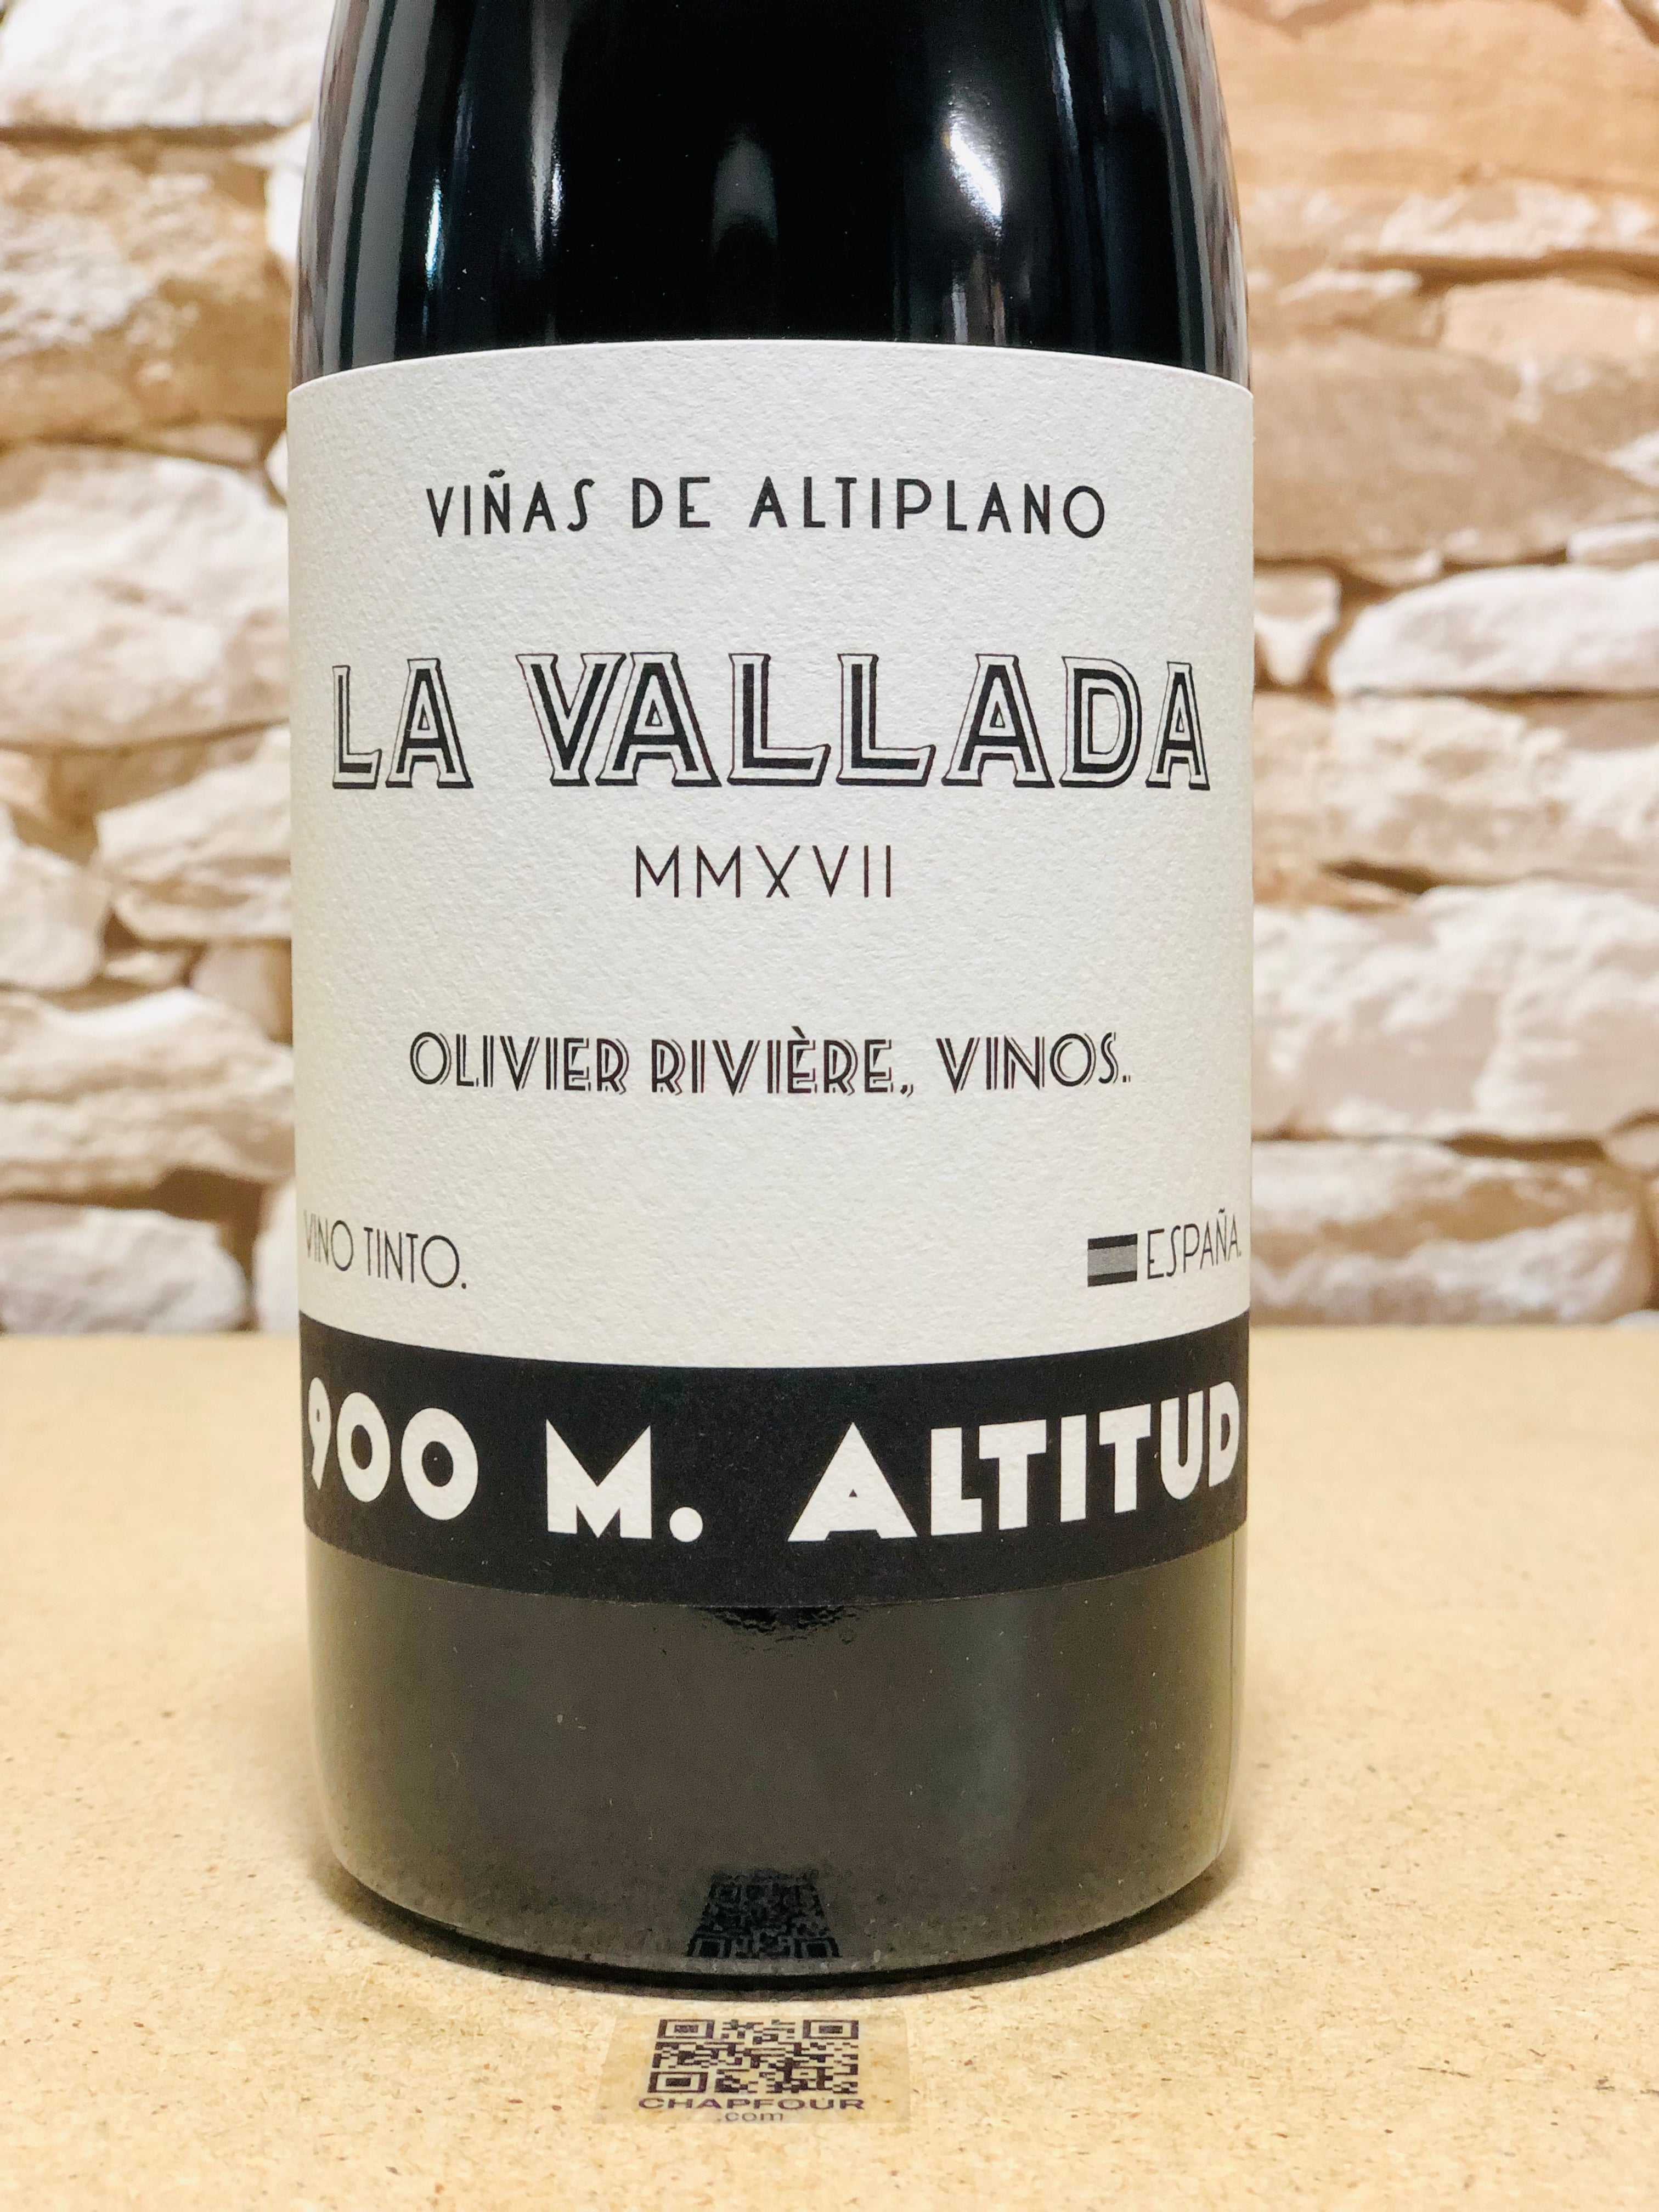 VIÑAS DE ALTIPLANO
LA VALLADA
MMXVII
OLIVIER RIVIÈRE, VINOS.
VINO TINTO.
ESPAÑA.
900 M. ALTITUD
CHAPFOUR
.com